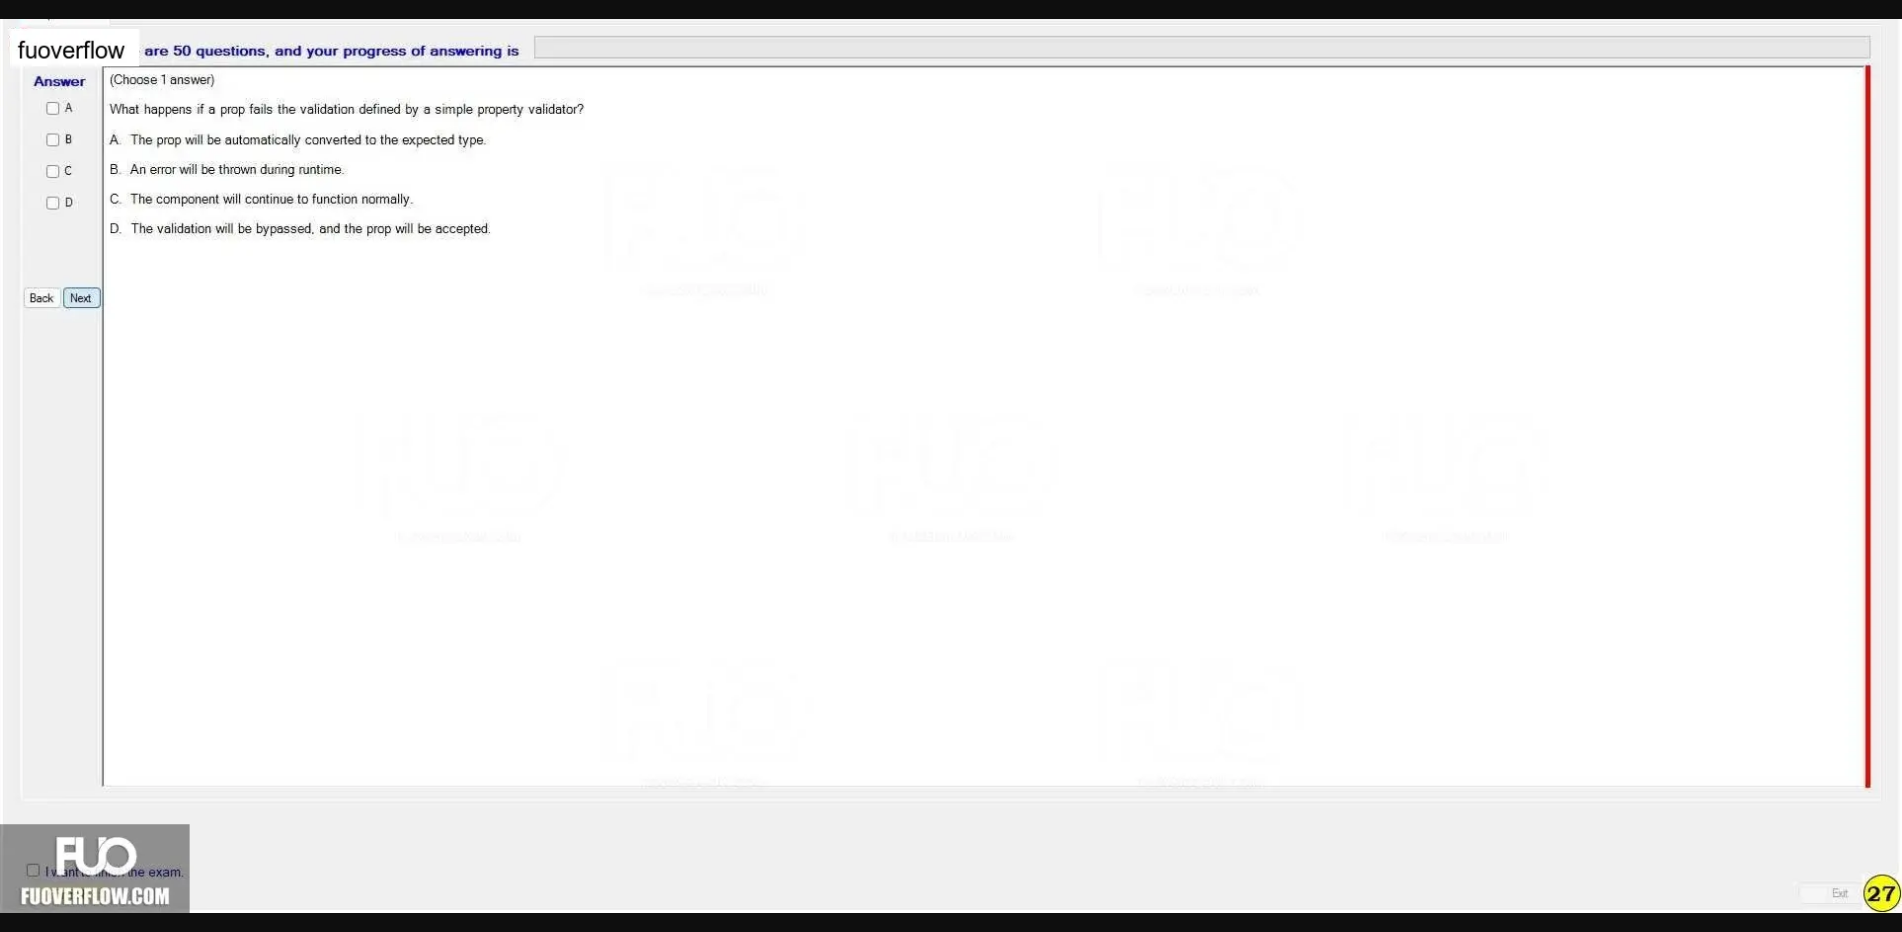 fuoverflow are 50 questions, and your progress of answering is
Answer
(Choose 1 answer)
A
What happens if a prop fails the validation defined by a simple property validator?
B
A. The prop will be automatically converted to the expected type.
C
B. An error will be thrown during runtime.
D
C. The component will continue to function normally.
D. The validation will be bypassed, and the prop will be accepted.
Back Next
FUO
I want the exam.
FUOVERFLOW.COM
Exit
27